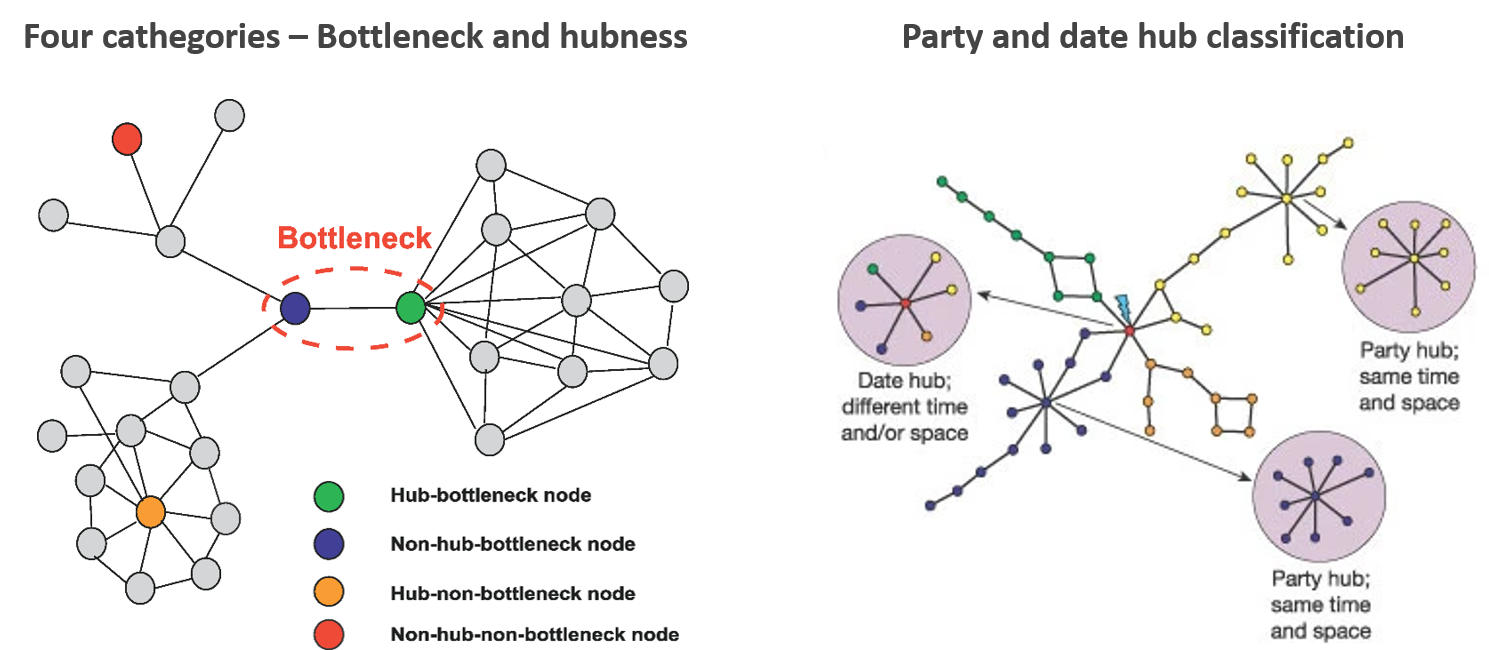 Four cathegories – Bottleneck and hubness
Bottleneck
Hub-bottleneck node
Non-hub-bottleneck node
Hub-non-bottleneck node
Non-hub-non-bottleneck node
Party and date hub classification
Date hub;
different time
and/or space
Party hub;
same time
and space
Party hub;
same time
and space